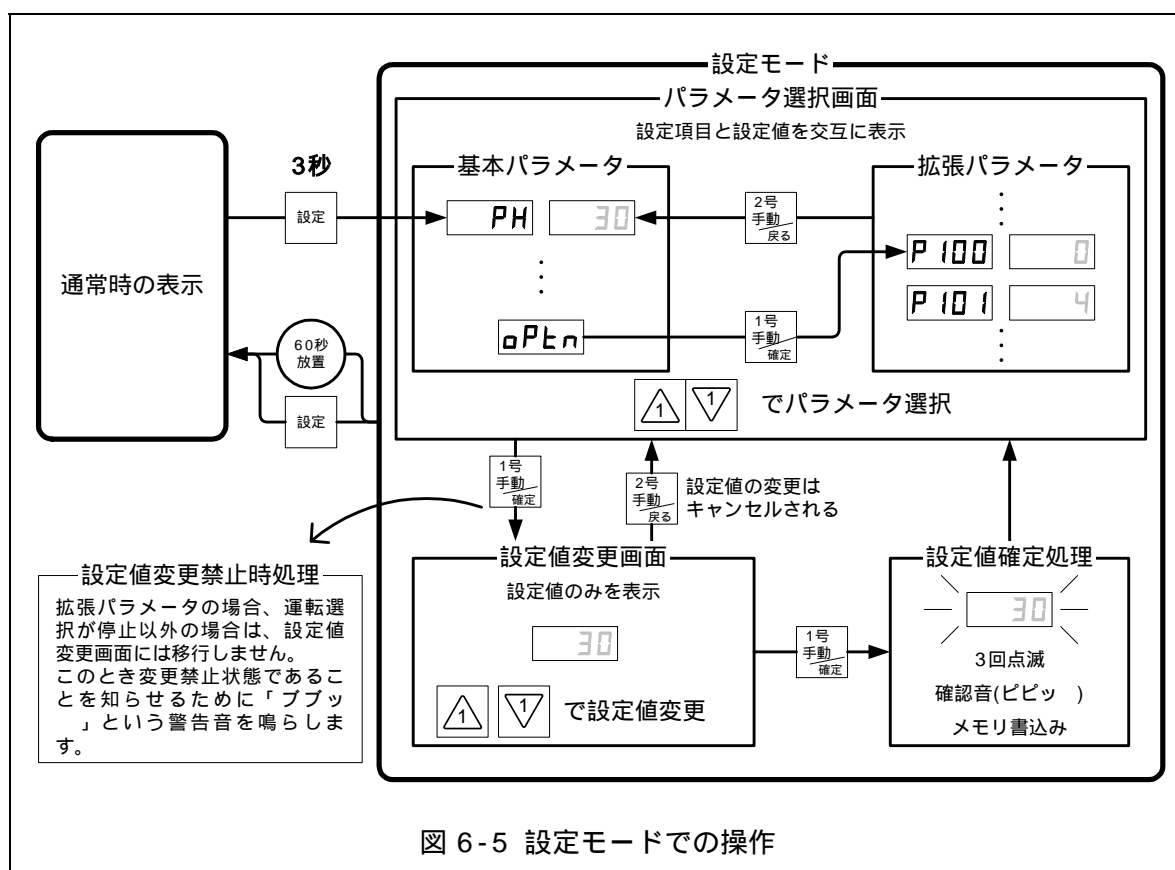 設定モード
パラメータ選択画面
設定項目と設定値を交互に表示
通常時の表示
3秒
設定
60秒
放置
設定
基本パラメータ
PH 30
oPtn
2号
手動
戻る
1号
手動
確定
拡張パラメータ
P100 0
P101 4
1 1 でパラメータ選択
1号
手動
確定
2号
手動
戻る
設定値の変更は
キャンセルされる
設定値変更禁止時処理
拡張パラメータの場合、運転選
択が停止以外の場合は、設定値
変更画面には移行しません。
このとき変更禁止状態であるこ
とを知らせるために「ブブッ
」という警告音を鳴らしま
す。
設定値変更画面
設定値のみを表示
30
1 1 で設定値変更
1号
手動
確定
設定値確定処理
30
3回点滅
確認音(ピピッ )
メモリ書込み
図 6-5 設定モードでの操作